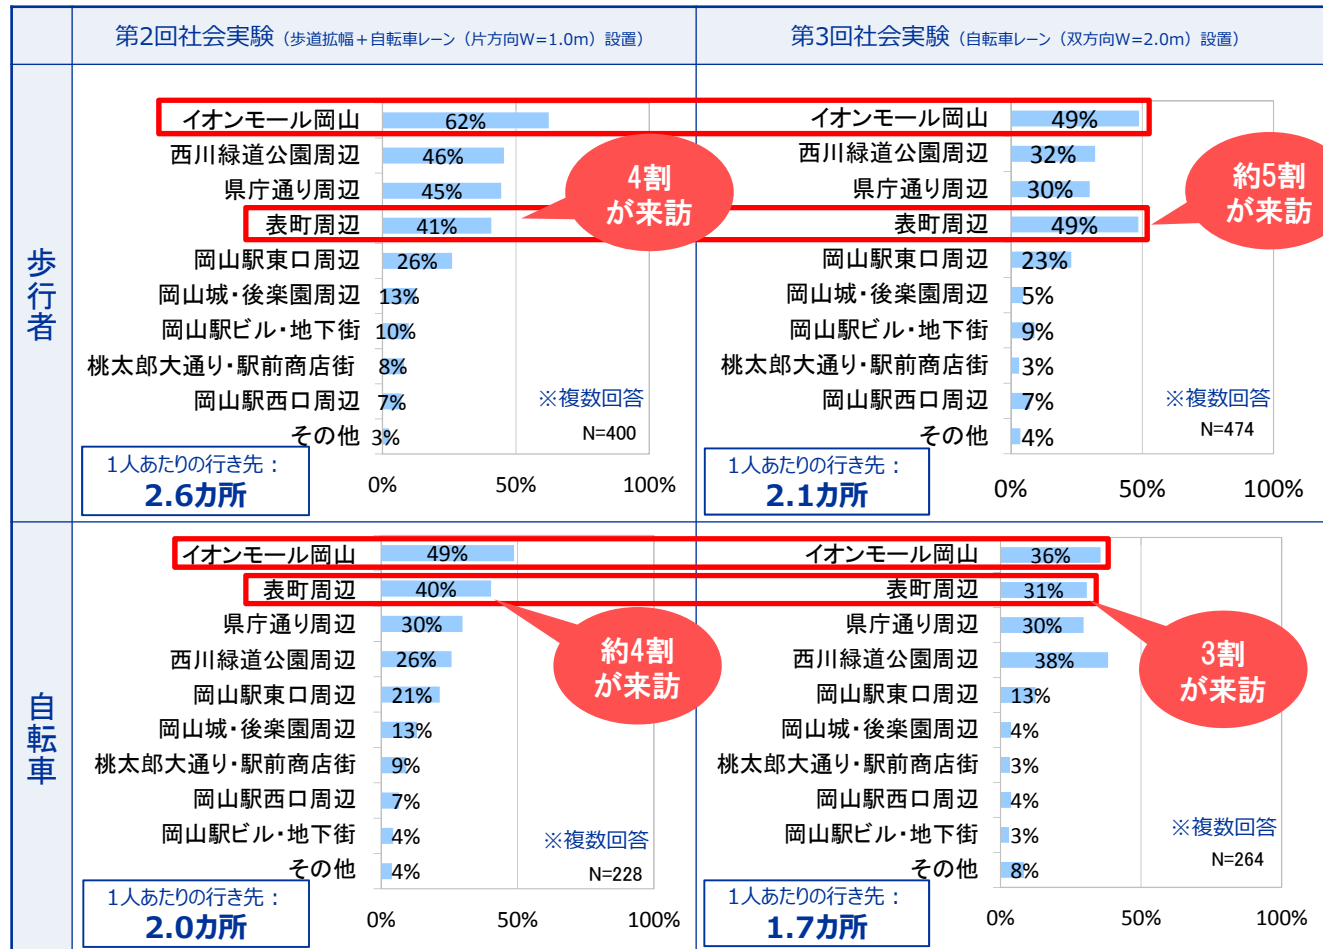 第2回社会実験（歩道拡幅＋自転車レーン（片方向W=1.0m）設置）
第3回社会実験（自転車レーン（双方向W=2.0m）設置）
歩行者
イオンモール岡山 62%
西川緑道公園周辺 46%
県庁通り周辺 45%
表町周辺 41%
岡山駅東口周辺 26%
岡山城・後楽園周辺 13%
岡山駅ビル・地下街 10%
桃太郎大通り・駅前商店街 8%
岡山駅西口周辺 7%
その他 3%
4割
が来訪
※複数回答
N=400
1人あたりの行き先：
2.6カ所
0% 50% 100%
イオンモール岡山 49%
西川緑道公園周辺 32%
県庁通り周辺 30%
表町周辺 49%
岡山駅東口周辺 23%
岡山城・後楽園周辺 5%
岡山駅ビル・地下街 9%
桃太郎大通り・駅前商店街 3%
岡山駅西口周辺 7%
その他 4%
約5割
が来訪
※複数回答
N=474
1人あたりの行き先：
2.1カ所
0% 50% 100%
自転車
イオンモール岡山 49%
表町周辺 40%
県庁通り周辺 30%
西川緑道公園周辺 26%
岡山駅東口周辺 21%
岡山城・後楽園周辺 13%
桃太郎大通り・駅前商店街 9%
岡山駅西口周辺 7%
岡山駅ビル・地下街 4%
その他 4%
約4割
が来訪
※複数回答
N=228
1人あたりの行き先：
2.0カ所
0% 50% 100%
イオンモール岡山 36%
表町周辺 31%
県庁通り周辺 30%
西川緑道公園周辺 38%
岡山駅東口周辺 13%
岡山城・後楽園周辺 4%
桃太郎大通り・駅前商店街 3%
岡山駅西口周辺 4%
岡山駅ビル・地下街 3%
その他 8%
3割
が来訪
※複数回答
N=264
1人あたりの行き先：
1.7カ所
0% 50% 100%